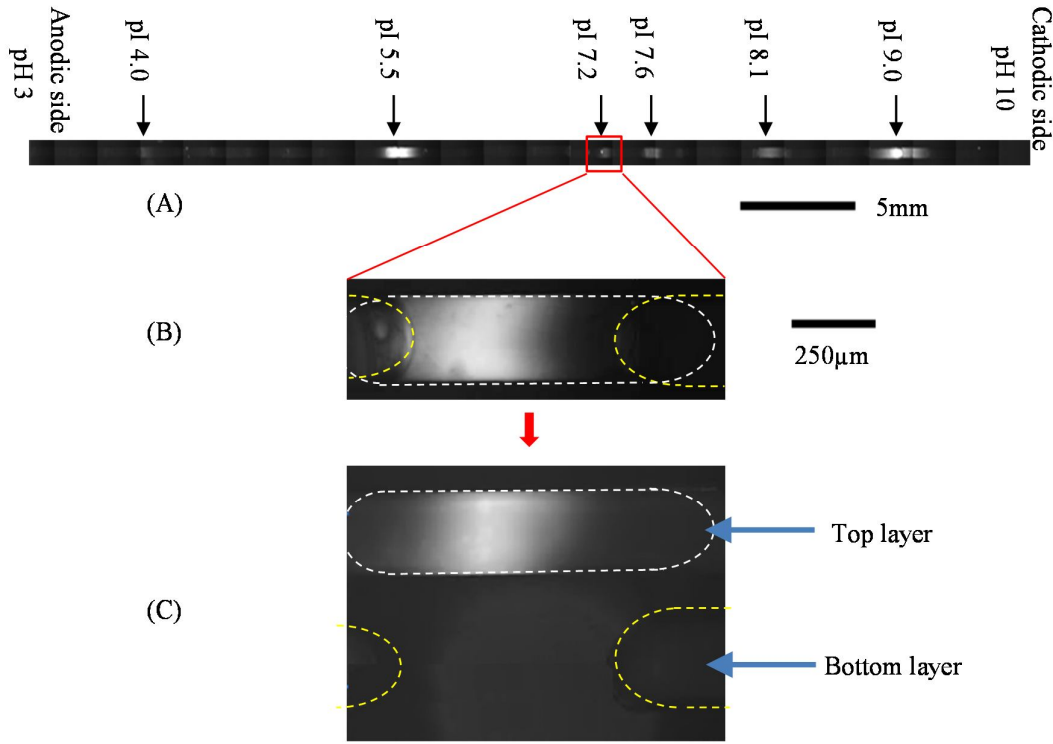 pH 3
Anodic side
pI 4.0
pI 5.5
pI 7.2
pI 7.6
pI 8.1
pI 9.0
pH 10
Cathodic side
(A)
5mm
(B)
250µm
(C)
Top layer
Bottom layer